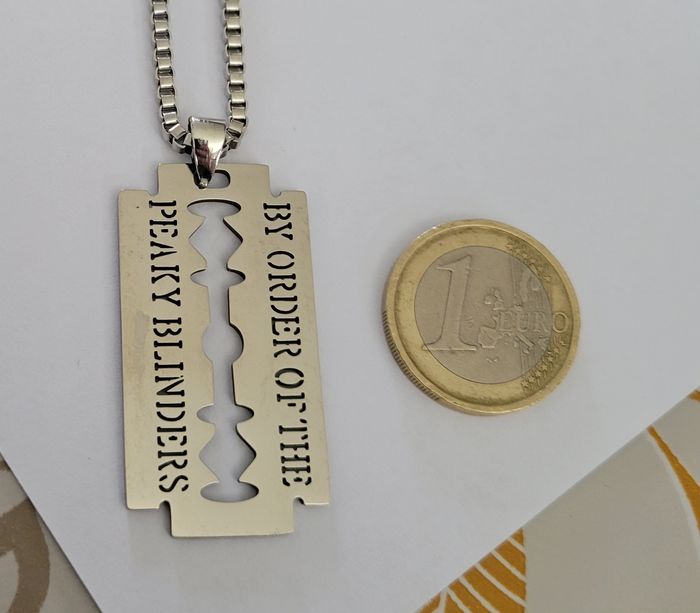 BY ORDER OF THE
PEAKY BLINDERS
1
EURO